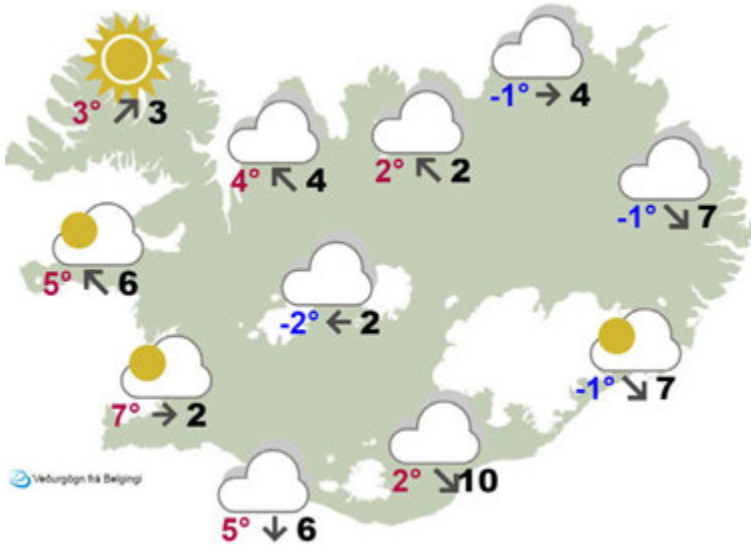 3° ↗ 3
-1° → 4
4° ↖ 4
2° ↖ 2
-1° ↘ 7
5° ↖ 6
-2° ← 2
7° → 2
-1° ↘ 7
2° ↘ 10
5° ↓ 6
Veðurgögn frá Belgingi